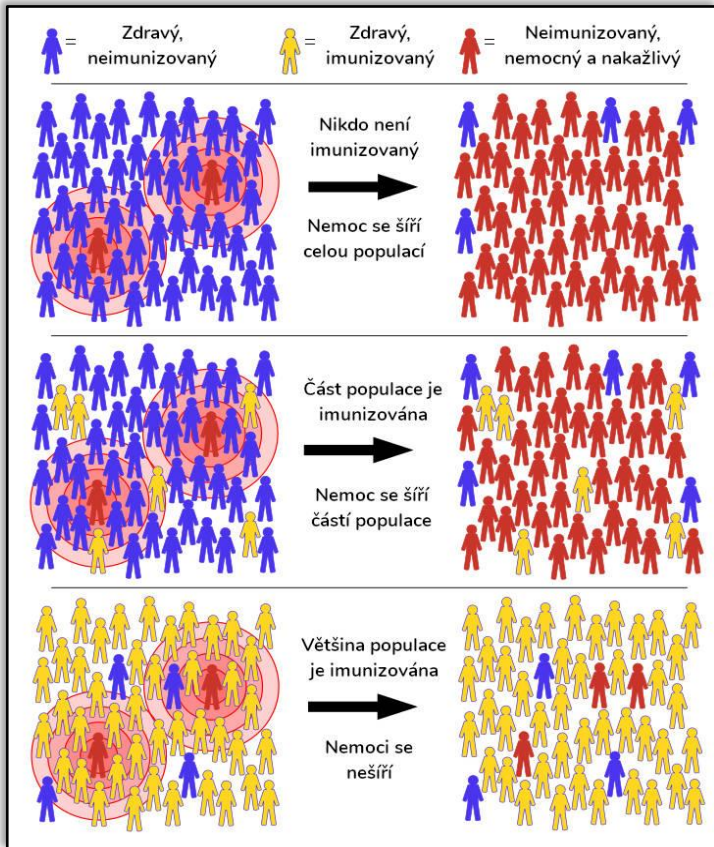 = Zdravý,
neimunizovaný
= Zdravý,
imunizovaný
= Neimunizovaný,
nemocný a nakažlivý
Nikdo není
imunizovaný
Nemoc se šíří
celou populací
Část populace je
imunizována
Nemoc se šíří
částí populace
Většina populace
je imunizována
Nemoci se
nešíří